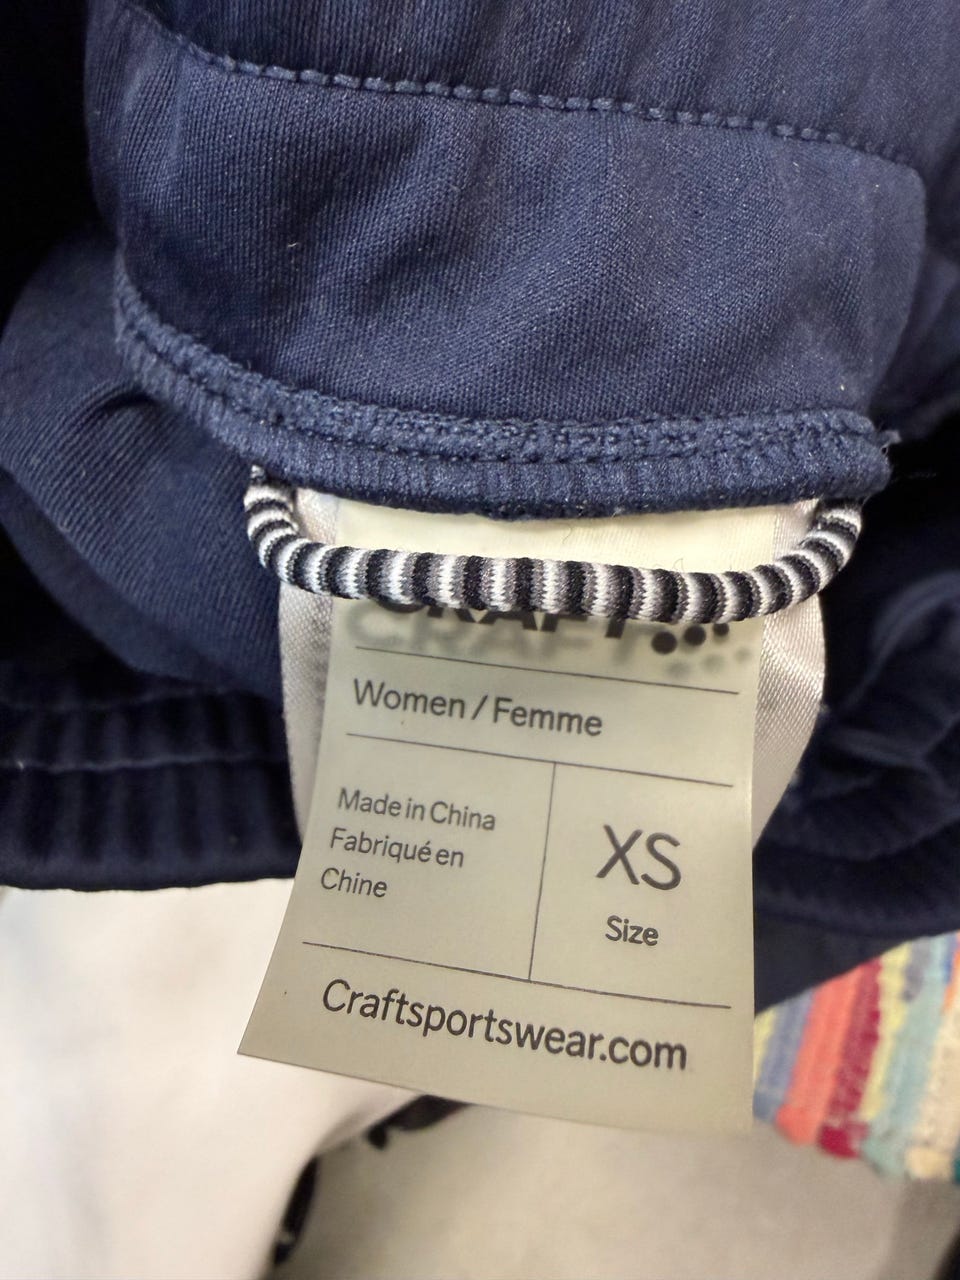 CRAFT
Women / Femme
Made in China
Fabriqué en
Chine
XS
Size
Craftsportswear.com